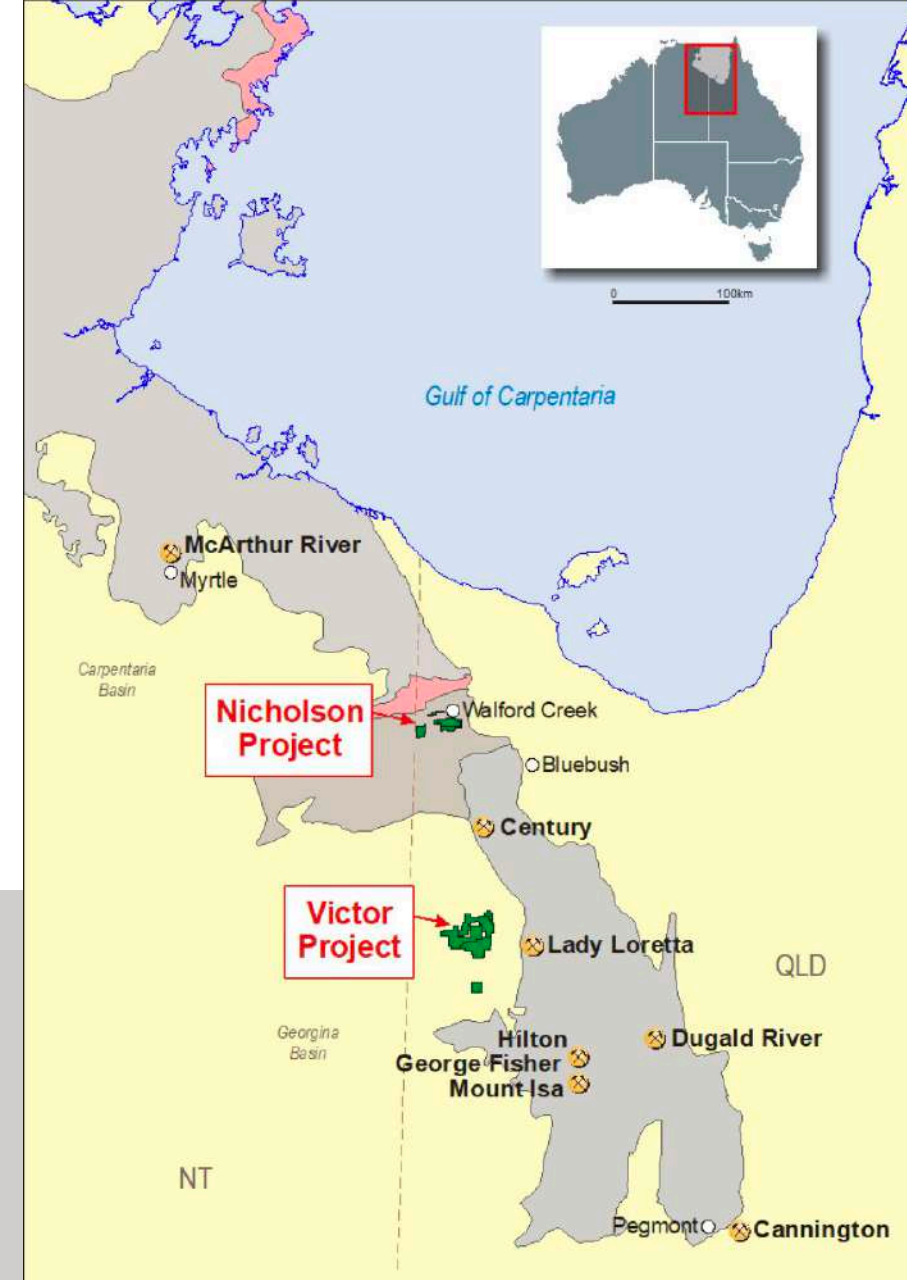 0 100km
Gulf of Carpentaria
McArthur River
Myrtle
Carpentaria
Basin
Nicholson
Project
Walford Creek
Bluebush
Century
Victor
Project
Lady Loretta
QLD
Georgina
Basin
Hilton
George Fisher
Mount Isa
Dugald River
NT
Pegmont
Cannington